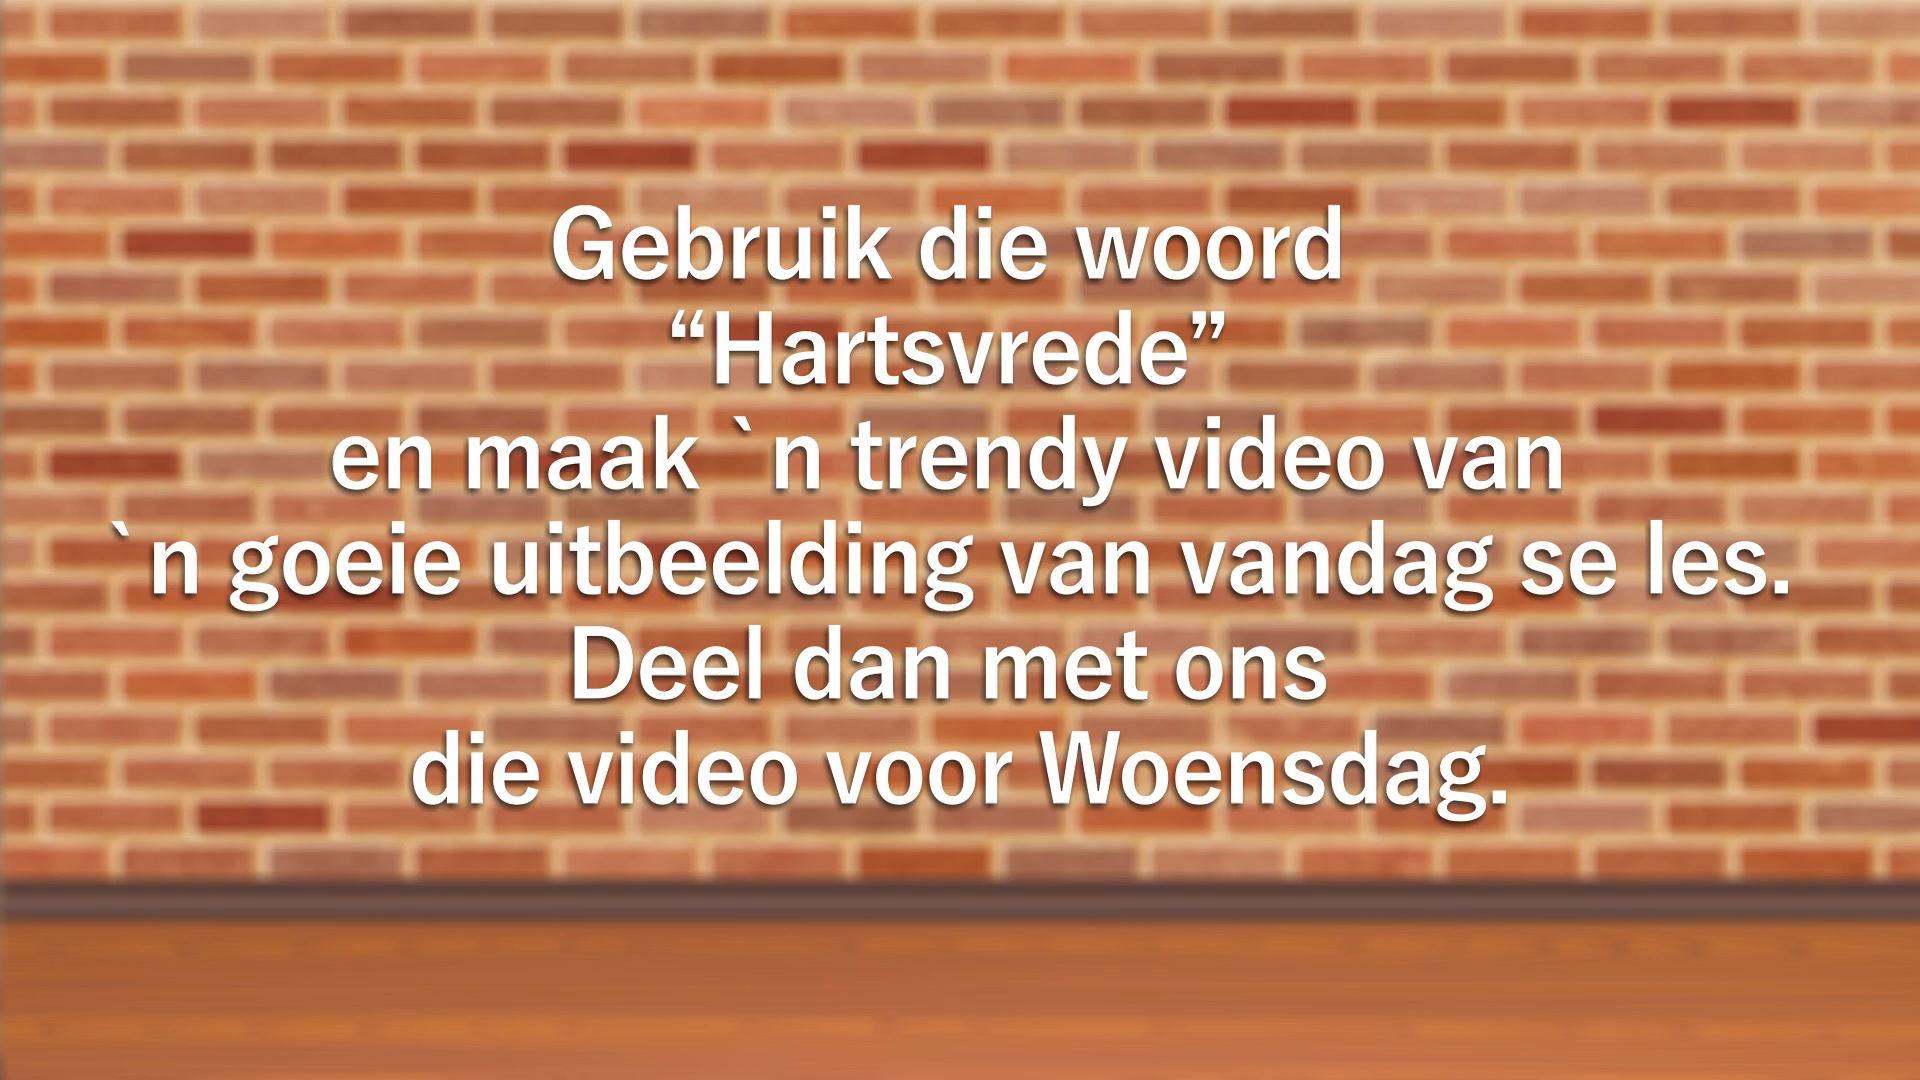 Gebruik die woord
“Hartsvrede”
en maak `n trendy video van
`n goeie uitbeelding van vandag se les.
Deel dan met ons
die video voor Woensdag.